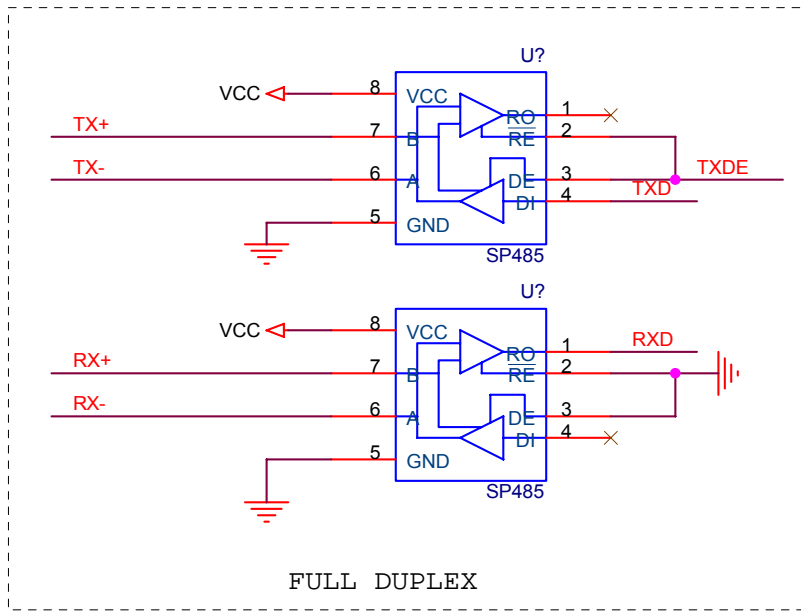 U?
VCC 8 VCC RO 1
TX+ 7 B RE 2
TX- 6 A DE 3 TXDE
DI 4 TXD
5 GND
SP485
U?
VCC 8 VCC RO 1 RXD
RX+ 7 B RE 2
RX- 6 A DE 3
DI 4
5 GND
SP485
FULL DUPLEX